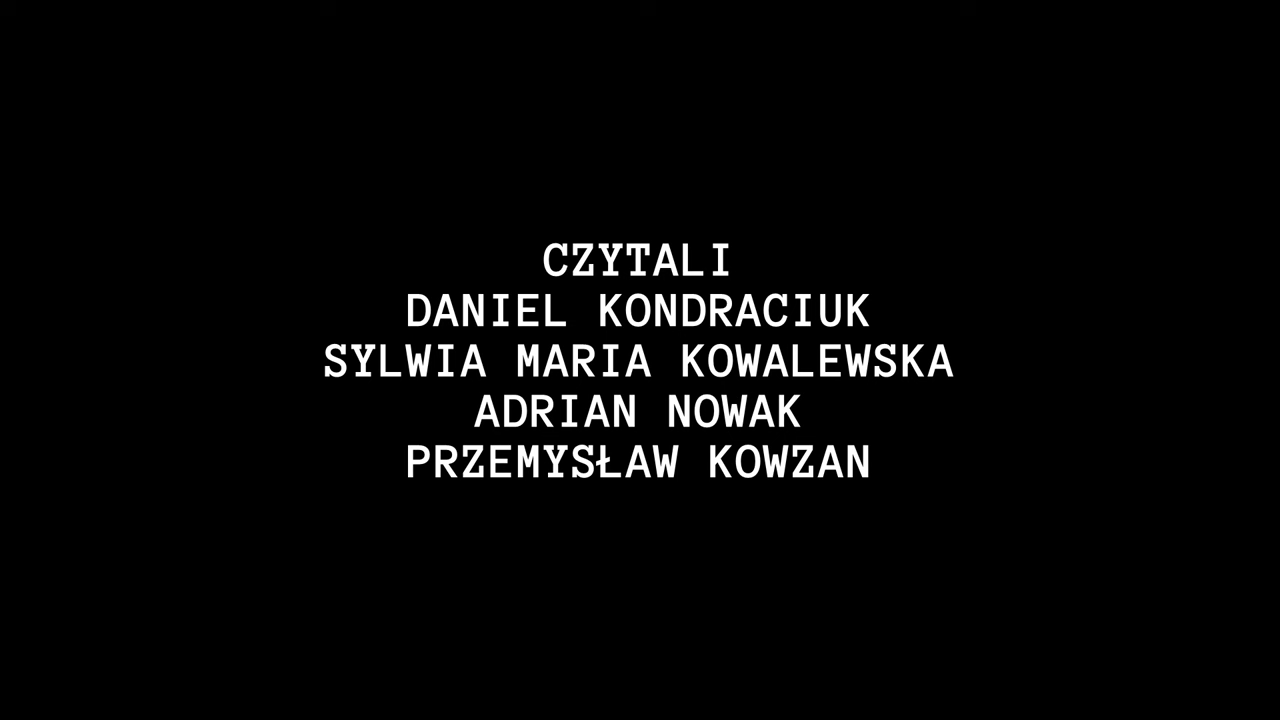 CZYTALI
DANIEL KONDRACIUK
SYLWIA MARIA KOWALEWSKA
ADRIAN NOWAK
PRZEMYSŁAW KOWZAN